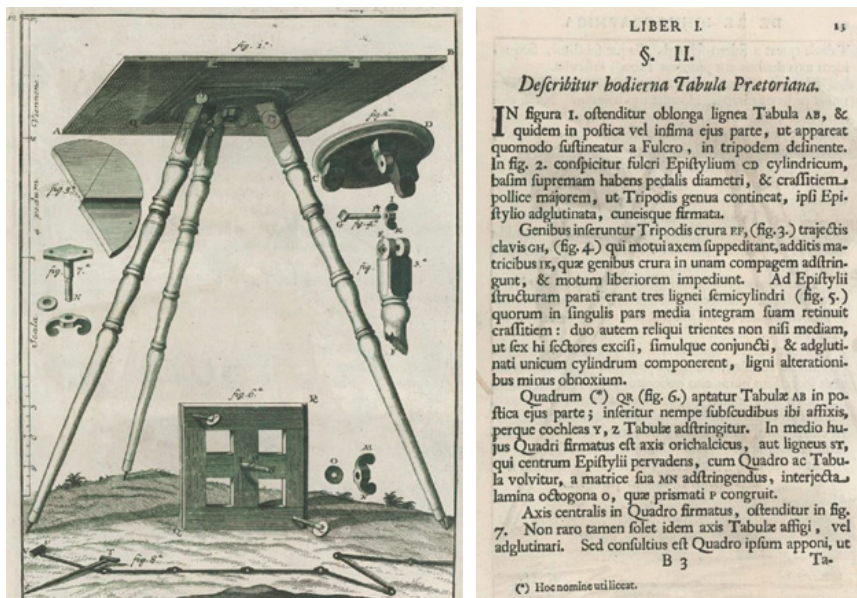 fig. 1.ª
B
A
Q
fig. 2.ª
D
C
fig. 5.ª
fig. 4.ª
G
H
fig. 7.ª
N
E
K
fig.
3.ª
F
Scala
pedum
Viennens.
fig. 6.ª
R
O
M
Q
fig. 8.ª
T
LIBER I. 13
§. II.
Deſcribitur hodierna Tabula Prætoriana.
IN figura 1. oſtenditur oblonga lignea Tabula AB, &
quidem in poſtica vel infima ejus parte, ut appareat
quomodo ſuſtineatur a Fulcro, in tripodem deſinente.
In fig. 2. conſpicitur fulcri Epiſtylium CD cylindricum,
baſim ſupremam habens pedalis diametri, & craſſitiem
pollice majorem, ut Tripodis genua contineat, ipſi Epi-
ſtylio adglutinata, cuneisque firmata.
Genibus inſeruntur Tripodis crura EF, (fig. 3.) trajectis
clavis GH, (fig. 4.) qui motui axem ſuppeditant, additis ma-
tricibus IK, quæ genibus crura in unam compagem adſtrin-
gunt, & motum liberiorem impediunt. Ad Epiſtylii
ſtructuram parati erant tres lignei ſemicylindri (fig. 5.)
quorum in ſingulis pars media integram ſuam retinuit
craſſitiem : duo autem reliqui trientes non niſi mediam,
ut ſex hi ſectores exciſi, ſimulque conjuncti, & adgluti-
nati unicum cylindrum componerent, ligni alterationi-
bus minus obnoxium.
Quadrum (*) QR (fig. 6.) aptatur Tabulæ AB in po-
ſtica ejus parte ; inſeritur nempe ſubſcudibus ibi affixis,
perque cochleas Y, Z Tabulæ adſtringitur. In medio hu-
jus Quadri firmatus eſt axis orichalcicus, aut ligneus ST,
qui centrum Epiſtylii pervadens, cum Quadro ac Tabu-
la volvitur, a matrice ſua MN adſtringendus, interjecta
lamina octogona O, quæ prismati P congruit.
Axis centralis in Quadro firmatus, oſtenditur in fig.
7. Non raro tamen ſolet idem axis Tabulæ affigi, vel
adglutinari. Sed conſultius eſt Quadro ipſum apponi, ut
B 3 Ta-
(*) Hoc nomine uti liceat.